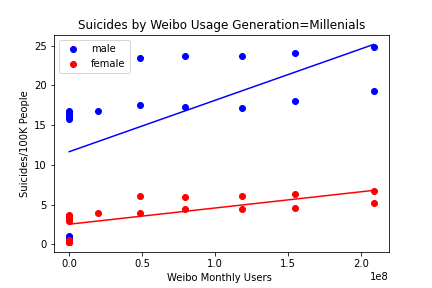 Suicides by Weibo Usage Generation=Millenials
male
female
Suicides/100K People
25
20
15
10
5
0
0.0 0.5 1.0 1.5 2.0
1e8
Weibo Monthly Users